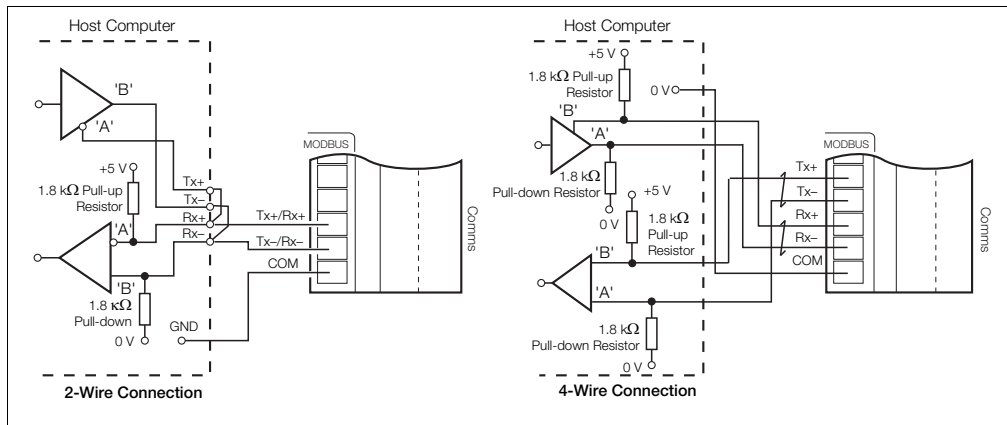 Host Computer
'B'
'A'
+5 V
1.8 kΩ Pull-up
Resistor
'A'
'B'
1.8 κΩ
Pull-down
0 V
GND
Tx+
Tx–
Rx+
Rx–
Tx+/Rx+
Tx–/Rx–
COM
MODBUS
Comms
2-Wire Connection
Host Computer
+5 V
1.8 kΩ Pull-up
Resistor
0 V
'B'
'A'
1.8 kΩ
Pull-down Resistor
0 V
+5 V
1.8 kΩ
Pull-up
Resistor
'B'
'A'
1.8 kΩ
Pull-down Resistor
0 V
MODBUS
Tx+
Tx–
Rx+
Rx–
COM
Comms
4-Wire Connection